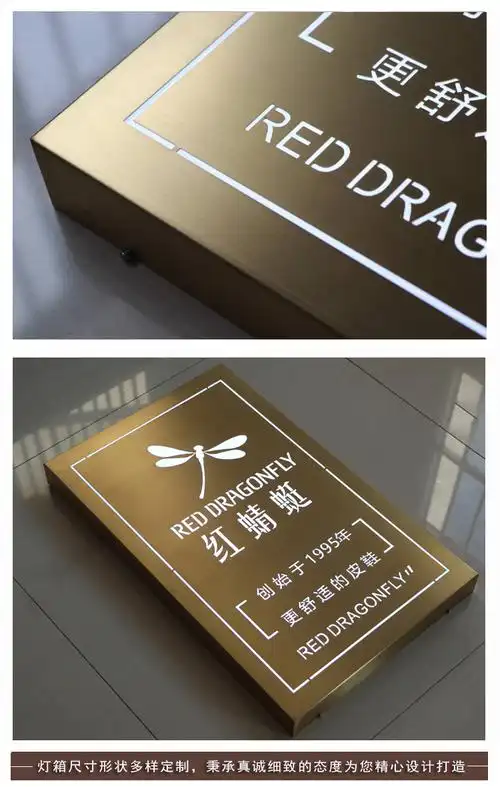 更舒
RED DRAG
RED DRAGONFLY
红蜻蜓
创始于1995年
更舒适的皮鞋
RED DRAGONFLY"
灯箱尺寸形状多样定制，秉承真诚细致的态度为您精心设计打造